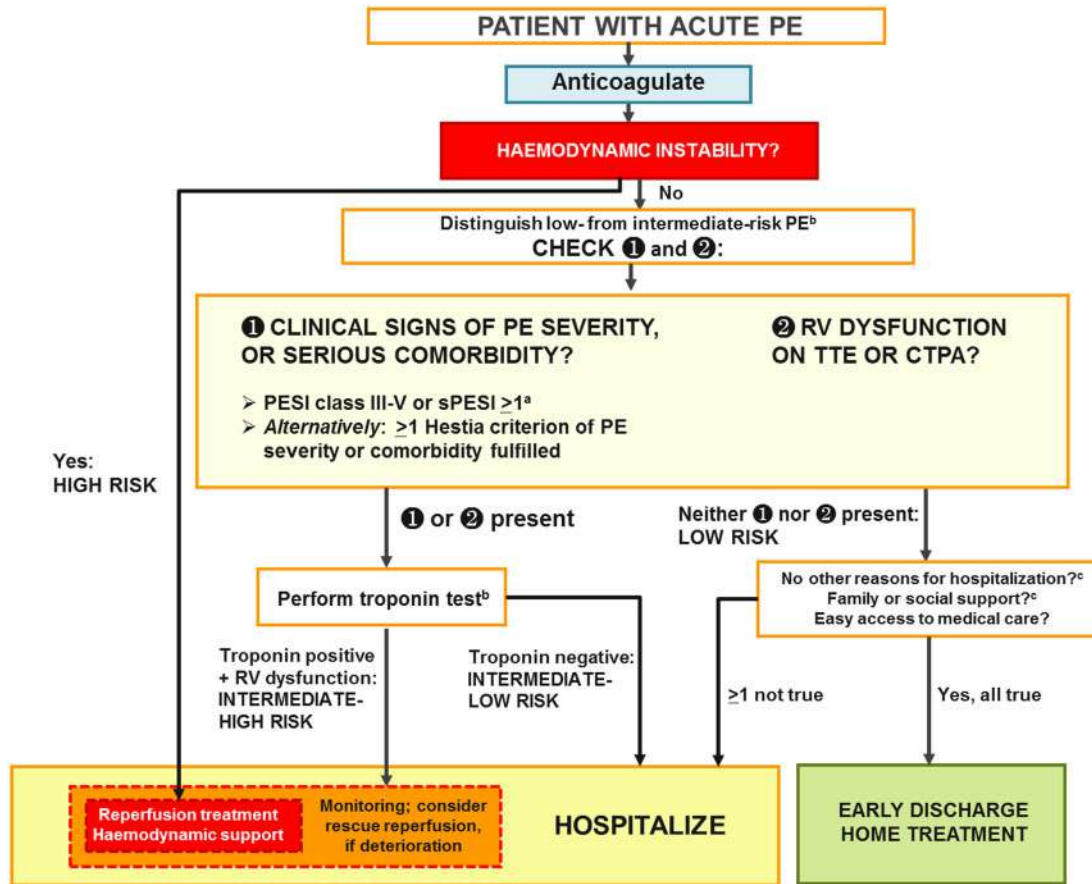 PATIENT WITH ACUTE PE
Anticoagulate
HAEMODYNAMIC INSTABILITY?
No
Distinguish low- from intermediate-risk PEᵇ
CHECK ❶ and ❷:
❶ CLINICAL SIGNS OF PE SEVERITY,
OR SERIOUS COMORBIDITY?
➢ PESI class III-V or sPESI ≥1ᵃ
➢ Alternatively: ≥1 Hestia criterion of PE
severity or comorbidity fulfilled
❷ RV DYSFUNCTION
ON TTE OR CTPA?
Yes:
HIGH RISK
❶ or ❷ present
Neither ❶ nor ❷ present:
LOW RISK
Perform troponin testᵇ
No other reasons for hospitalization?ᶜ
Family or social support?ᶜ
Easy access to medical care?
Troponin positive
+ RV dysfunction:
INTERMEDIATE-
HIGH RISK
Troponin negative:
INTERMEDIATE-
LOW RISK
≥1 not true
Yes, all true
Reperfusion treatment
Haemodynamic support
Monitoring; consider
rescue reperfusion,
if deterioration
HOSPITALIZE
EARLY DISCHARGE
HOME TREATMENT